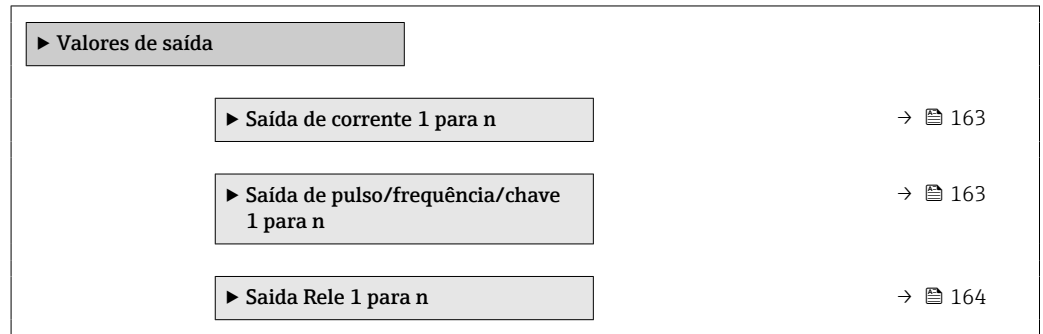 ▶ Valores de saída
▶ Saída de corrente 1 para n → 163
▶ Saída de pulso/frequência/chave
1 para n → 163
▶ Saida Rele 1 para n → 164